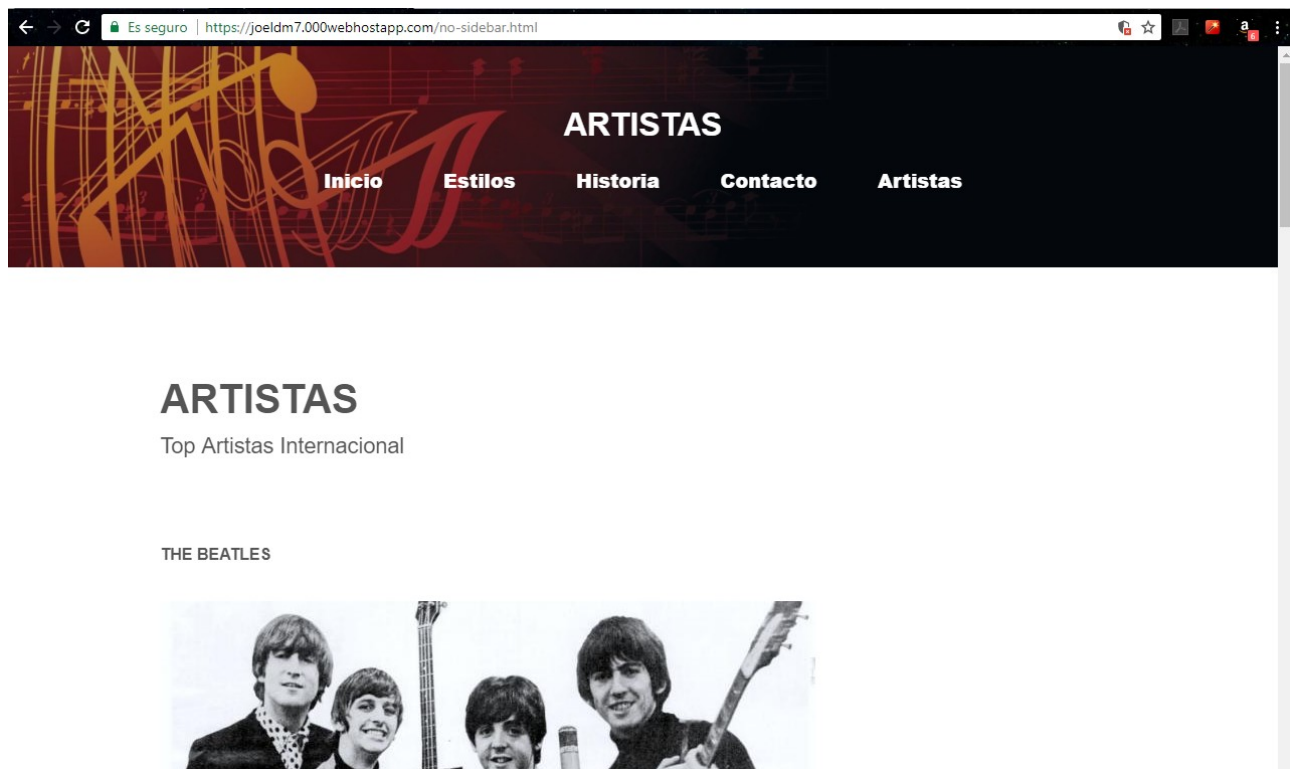 Es seguro | https://joeldm7.000webhostapp.com/no-sidebar.html
a
6
ARTISTAS
Inicio Estilos Historia Contacto Artistas
ARTISTAS
Top Artistas Internacional
THE BEATLES